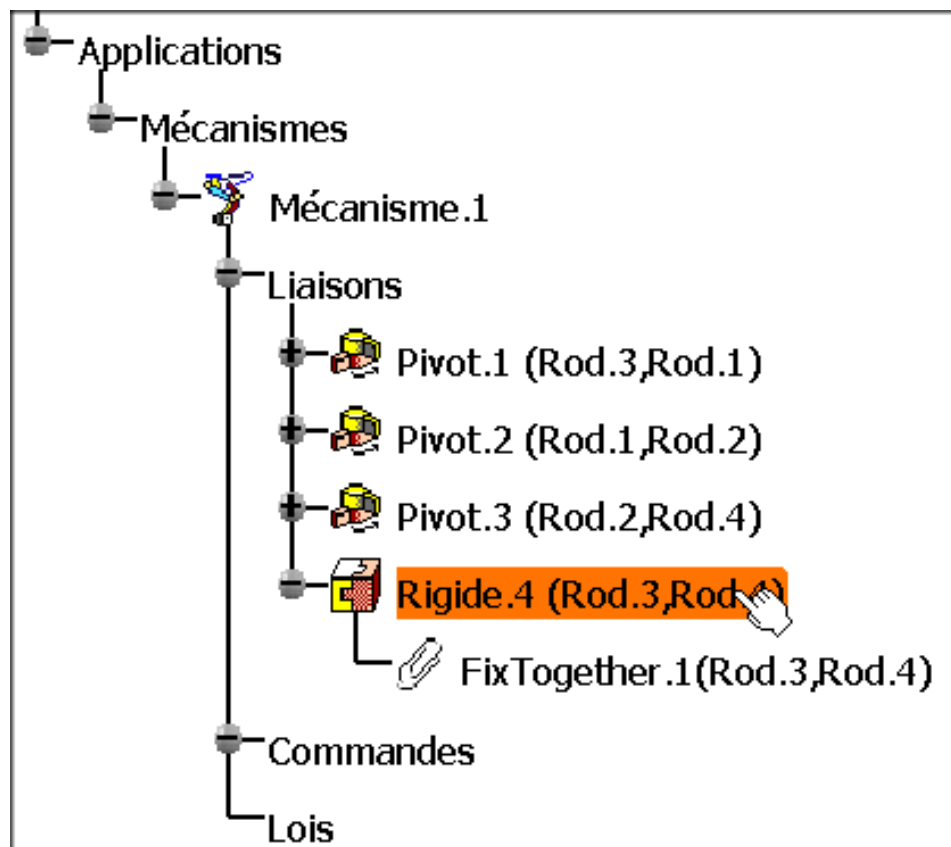 Applications
Mécanismes
Mécanisme.1
Liaisons
Pivot.1 (Rod.3,Rod.1)
Pivot.2 (Rod.1,Rod.2)
Pivot.3 (Rod.2,Rod.4)
Rigide.4 (Rod.3,Rod.4)
FixTogether.1(Rod.3,Rod.4)
Commandes
Lois